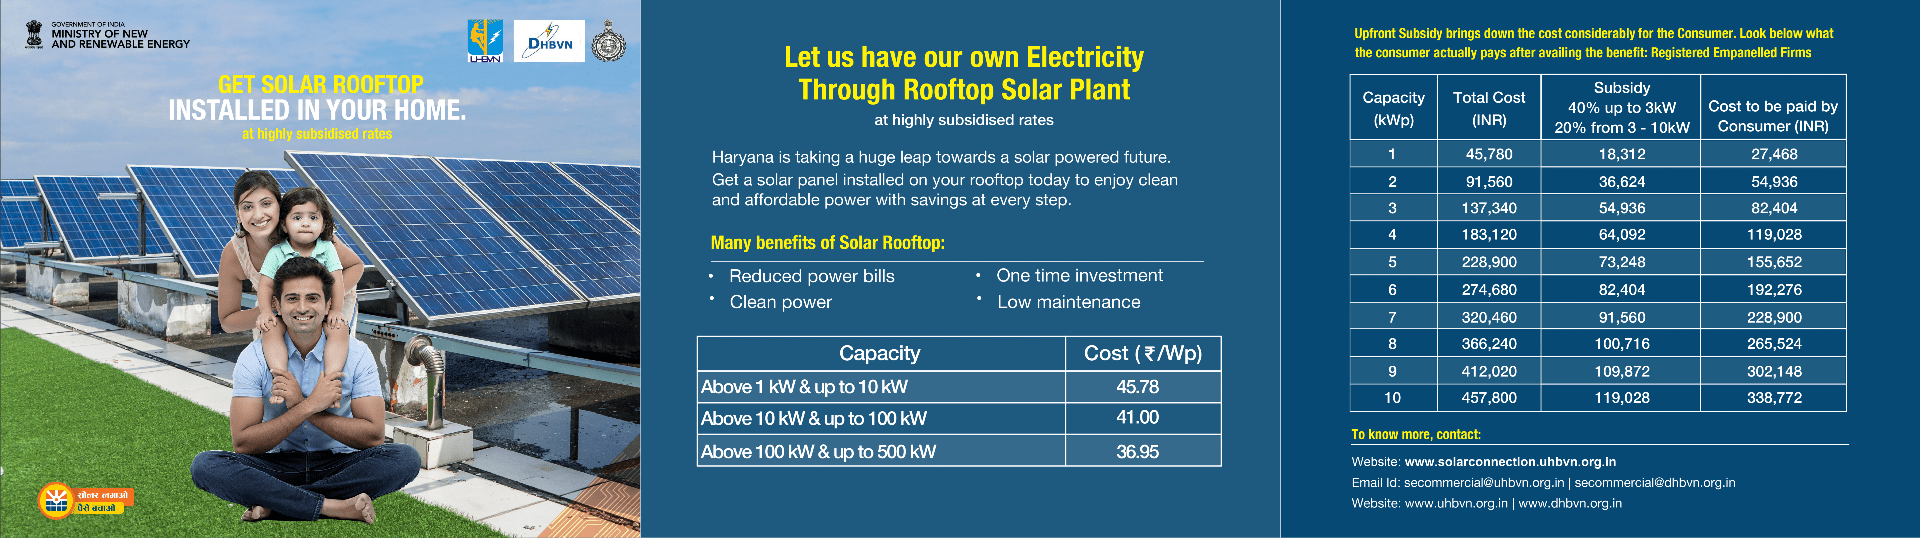 GOVERNMENT OF INDIA
MINISTRY OF NEW
AND RENEWABLE ENERGY
UHBVN
DHBVN
GET SOLAR ROOFTOP
INSTALLED IN YOUR HOME.
at highly subsidised rates
सोलर लगाओ
पैसे बचाओ
Let us have our own Electricity
Through Rooftop Solar Plant
at highly subsidised rates
Haryana is taking a huge leap towards a solar powered future.
Get a solar panel installed on your rooftop today to enjoy clean
and affordable power with savings at every step.
Many benefits of Solar Rooftop:
• Reduced power bills • One time investment
• Clean power • Low maintenance
Capacity Cost (₹/Wp)
Above 1 kW & up to 10 kW 45.78
Above 10 kW & up to 100 kW 41.00
Above 100 kW & up to 500 kW 36.95
Upfront Subsidy brings down the cost considerably for the Consumer. Look below what
the consumer actually pays after availing the benefit: Registered Empanelled Firms
Capacity (kWp) Total Cost (INR) Subsidy 40% up to 3kW 20% from 3 - 10kW Cost to be paid by Consumer (INR)
1 45,780 18,312 27,468
2 91,560 36,624 54,936
3 137,340 54,936 82,404
4 183,120 64,092 119,028
5 228,900 73,248 155,652
6 274,680 82,404 192,276
7 320,460 91,560 228,900
8 366,240 100,716 265,524
9 412,020 109,872 302,148
10 457,800 119,028 338,772
To know more, contact:
Website: www.solarconnection.uhbvn.org.in
Email Id: secommercial@uhbvn.org.in | secommercial@dhbvn.org.in
Website: www.uhbvn.org.in | www.dhbvn.org.in